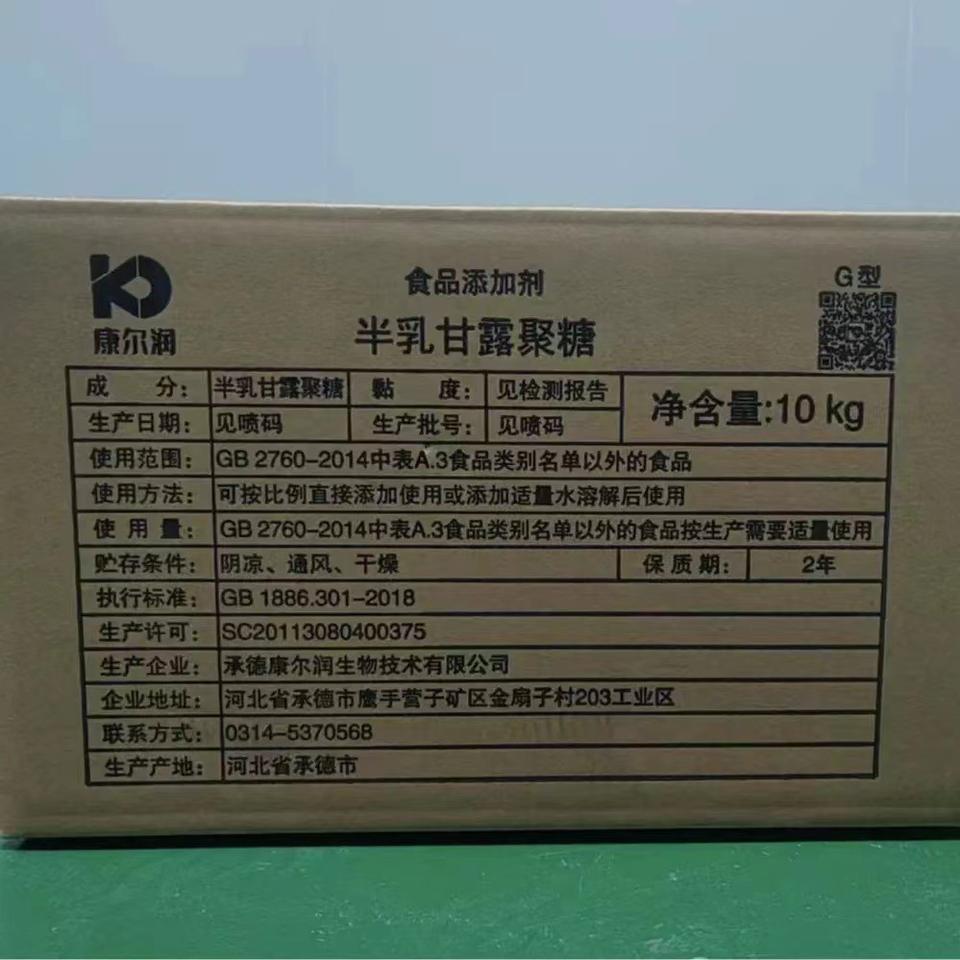 康尔润
食品添加剂
半乳甘露聚糖
G型
成 分: 半乳甘露聚糖 黏 度: 见检测报告 净含量:10 kg
生产日期: 见喷码 生产批号: 见喷码
使用范围: GB 2760-2014中表A.3食品类别名单以外的食品
使用方法: 可按比例直接添加使用或添加适量水溶解后使用
使 用 量: GB 2760-2014中表A.3食品类别名单以外的食品按生产需要适量使用
贮存条件: 阴凉、通风、干燥 保 质 期: 2年
执行标准: GB 1886.301-2018
生产许可: SC20113080400375
生产企业: 承德康尔润生物技术有限公司
企业地址: 河北省承德市鹰手营子矿区金扇子村203工业区
联系方式: 0314-5370568
生产产地: 河北省承德市